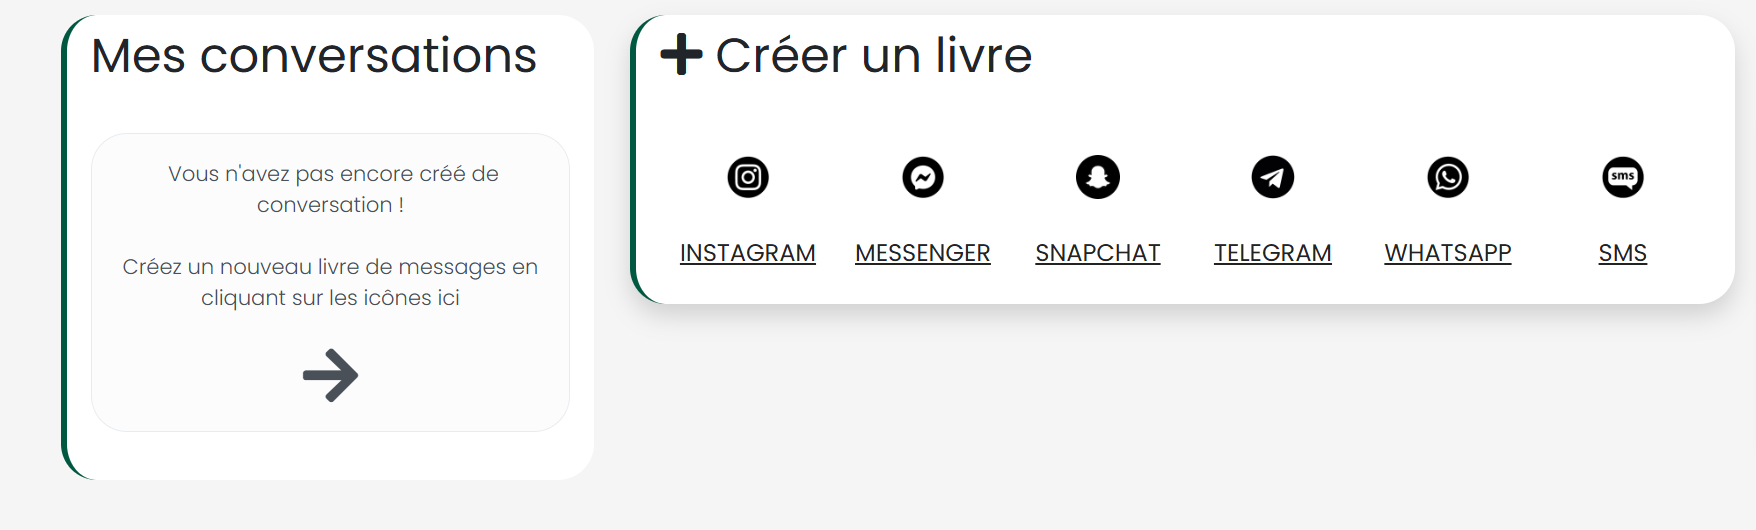 Mes conversations
Vous n'avez pas encore créé de
conversation !
Créez un nouveau livre de messages en
cliquant sur les icônes ici
Créer un livre
sms
INSTAGRAM MESSENGER SNAPCHAT TELEGRAM WHATSAPP SMS